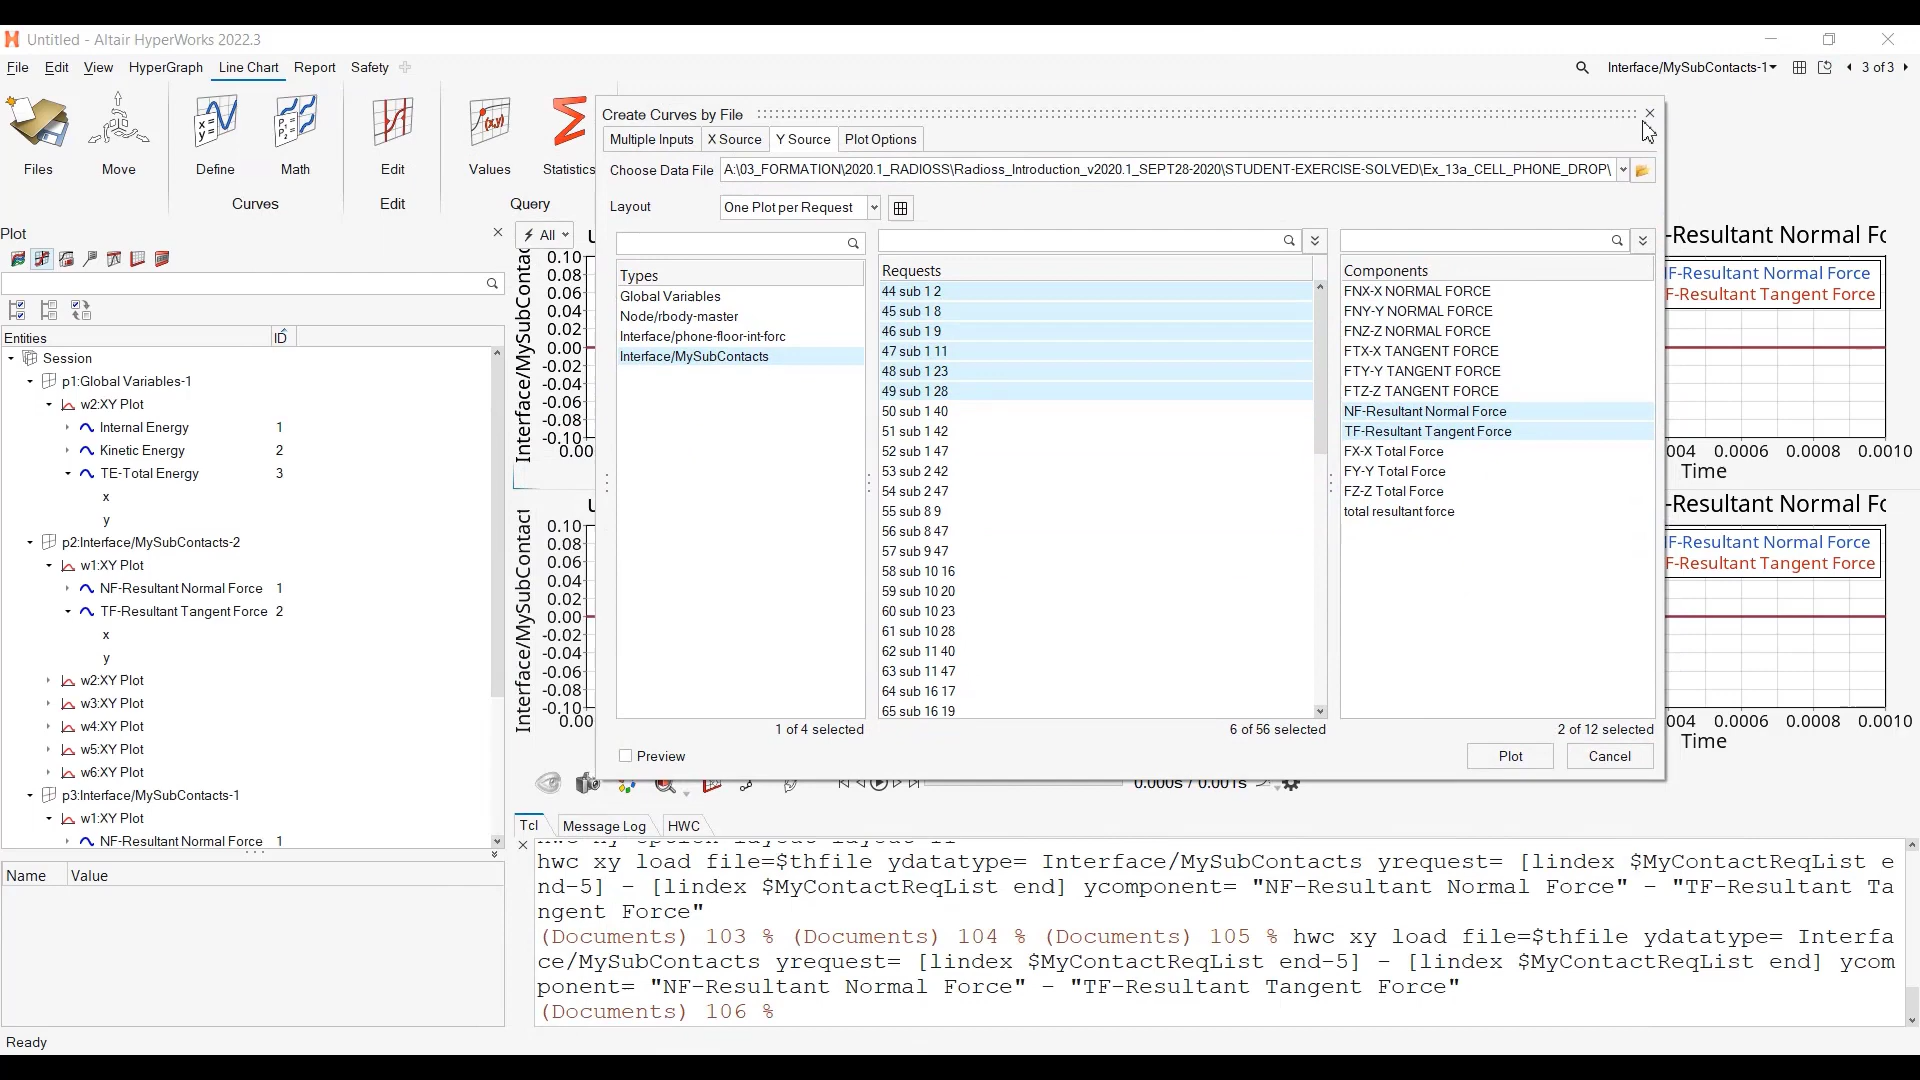 Untitled - Altair HyperWorks 2022.3
File Edit View HyperGraph Line Chart Report Safety
Interface/MySubContacts-1 3 of 3
Files
Move
Define
Math
Curves
Edit
Edit
Values
Statistics
Query
Plot
Entities ID
Session
p1:Global Variables-1
w2:XY Plot
Internal Energy 1
Kinetic Energy 2
TE-Total Energy 3
x
y
p2:Interface/MySubContacts-2
w1:XY Plot
NF-Resultant Normal Force 1
TF-Resultant Tangent Force 2
x
y
w2:XY Plot
w3:XY Plot
w4:XY Plot
w5:XY Plot
w6:XY Plot
p3:Interface/MySubContacts-1
w1:XY Plot
NF-Resultant Normal Force 1
Name Value
Ready
All
Interface/MySubContac
0.10
0.08
0.06
0.04
0.02
0.00
-0.02
-0.04
-0.06
-0.08
-0.10
0.00
Interface/MySubContact
0.10
0.08
0.06
0.04
0.02
0.00
-0.02
-0.04
-0.06
-0.08
-0.10
0.00
Create Curves by File
Multiple Inputs X Source Y Source Plot Options
Choose Data File A:\03_FORMATION\2020.1_RADIOSS\Radioss_Introduction_v2020.1_SEPT28-2020\STUDENT-EXERCISE-SOLVED\Ex_13a_CELL_PHONE_DROP\
Layout One Plot per Request
Types
Global Variables
Node/rbody-master
Interface/phone-floor-int-forc
Interface/MySubContacts
1 of 4 selected
Requests
44 sub 1 2
45 sub 1 8
46 sub 1 9
47 sub 1 11
48 sub 1 23
49 sub 1 28
50 sub 1 40
51 sub 1 42
52 sub 1 47
53 sub 2 42
54 sub 2 47
55 sub 8 9
56 sub 8 47
57 sub 9 47
58 sub 10 16
59 sub 10 20
60 sub 10 23
61 sub 10 28
62 sub 11 40
63 sub 11 47
64 sub 16 17
65 sub 16 19
6 of 56 selected
Components
FNX-X NORMAL FORCE
FNY-Y NORMAL FORCE
FNZ-Z NORMAL FORCE
FTX-X TANGENT FORCE
FTY-Y TANGENT FORCE
FTZ-Z TANGENT FORCE
NF-Resultant Normal Force
TF-Resultant Tangent Force
FX-X Total Force
FY-Y Total Force
FZ-Z Total Force
total resultant force
2 of 12 selected
Preview
Plot Cancel
-Resultant Normal Fo
F-Resultant Normal Force
F-Resultant Tangent Force
004 0.0006 0.0008 0.0010
Time
-Resultant Normal Fo
F-Resultant Normal Force
F-Resultant Tangent Force
004 0.0006 0.0008 0.0010
Time
0.000s / 0.001s
Tcl Message Log HWC
hwc xy load file=$thfile ydatatype= Interface/MySubContacts yrequest= [lindex $MyContactReqList e
nd-5] - [lindex $MyContactReqList end] ycomponent= "NF-Resultant Normal Force" - "TF-Resultant Ta
ngent Force"
(Documents) 103 % (Documents) 104 % (Documents) 105 % hwc xy load file=$thfile ydatatype= Interfa
ce/MySubContacts yrequest= [lindex $MyContactReqList end-5] - [lindex $MyContactReqList end] ycom
ponent= "NF-Resultant Normal Force" - "TF-Resultant Tangent Force"
(Documents) 106 %